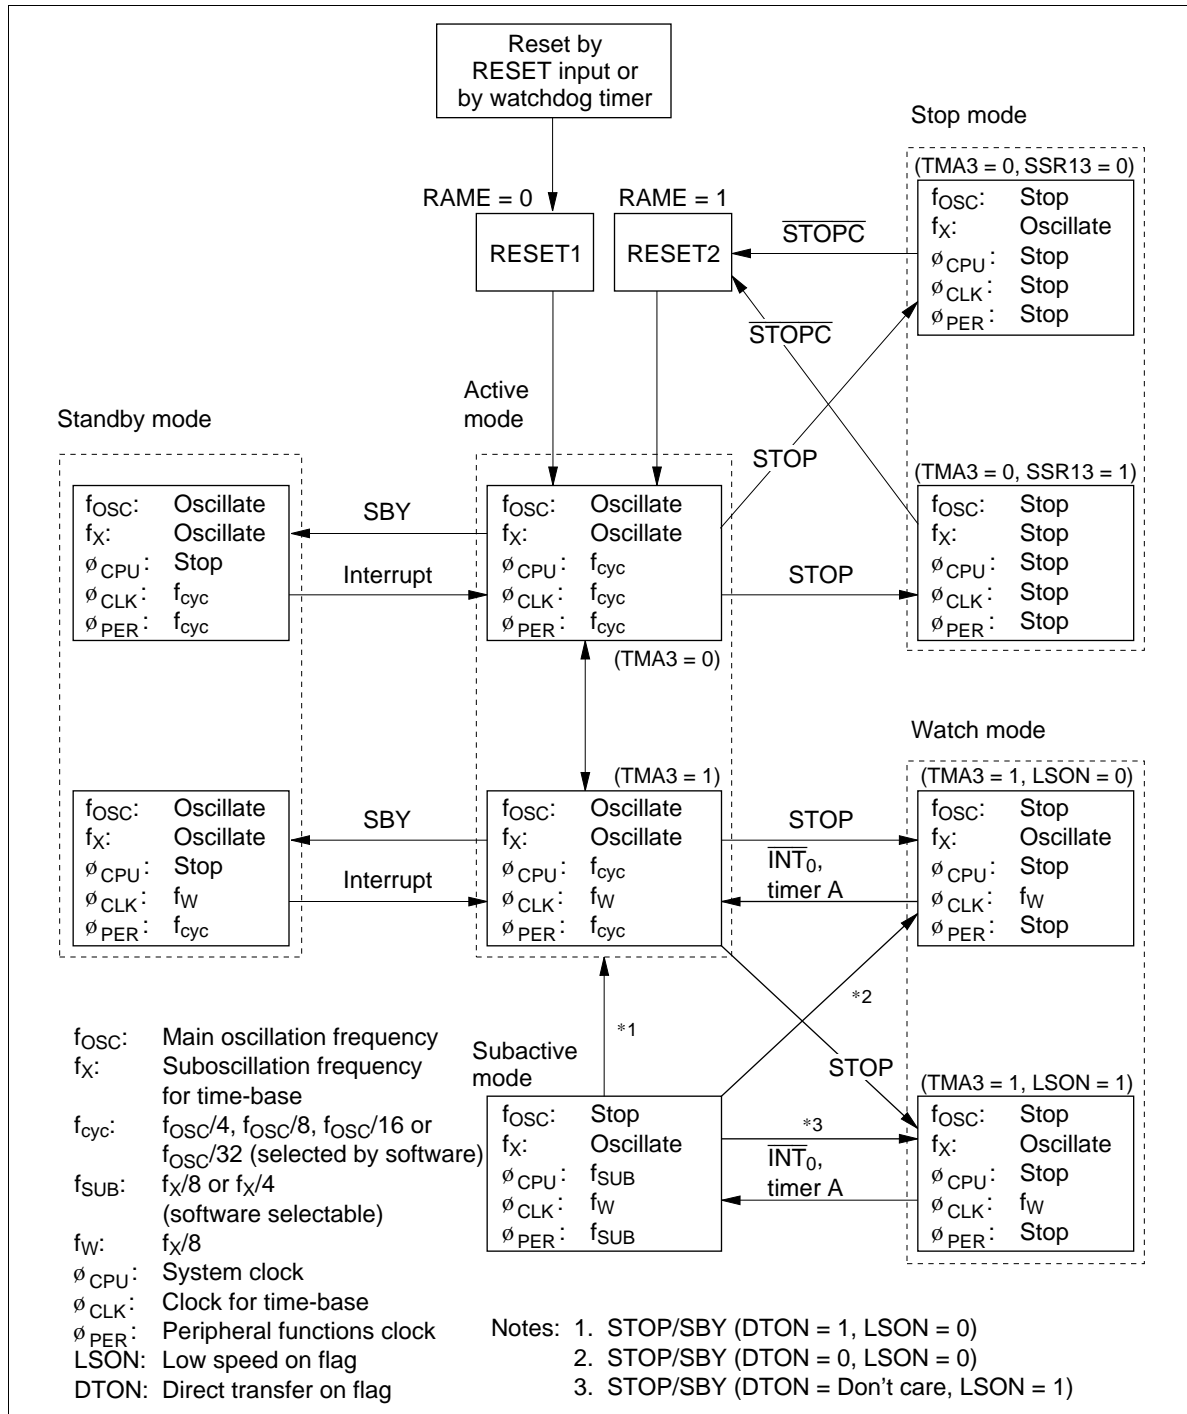 Reset by
RESET input or
by watchdog timer
Stop mode
RAME = 0
RAME = 1
(TMA3 = 0, SSR13 = 0)
RESET1
RESET2
STOPC
fOSC: Stop
fX: Oscillate
øCPU: Stop
øCLK: Stop
øPER: Stop
STOPC
Active
mode
Standby mode
STOP
(TMA3 = 0, SSR13 = 1)
fOSC: Oscillate
fX: Oscillate
øCPU: Stop
øCLK: fcyc
øPER: fcyc
SBY
Interrupt
fOSC: Oscillate
fX: Oscillate
øCPU: fcyc
øCLK: fcyc
øPER: fcyc
(TMA3 = 0)
STOP
fOSC: Stop
fX: Stop
øCPU: Stop
øCLK: Stop
øPER: Stop
Watch mode
(TMA3 = 1)
(TMA3 = 1, LSON = 0)
fOSC: Oscillate
fX: Oscillate
øCPU: Stop
øCLK: fW
øPER: fcyc
SBY
Interrupt
fOSC: Oscillate
fX: Oscillate
øCPU: fcyc
øCLK: fW
øPER: fcyc
STOP
INT0,
timer A
fOSC: Stop
fX: Oscillate
øCPU: Stop
øCLK: fW
øPER: Stop
*1
*2
STOP
Subactive
mode
(TMA3 = 1, LSON = 1)
fOSC: Stop
fX: Oscillate
øCPU: fSUB
øCLK: fW
øPER: fSUB
*3
INT0,
timer A
fOSC: Stop
fX: Oscillate
øCPU: Stop
øCLK: fW
øPER: Stop
fOSC: Main oscillation frequency
fX: Suboscillation frequency
for time-base
fcyc: fOSC/4, fOSC/8, fOSC/16 or
fOSC/32 (selected by software)
fSUB: fX/8 or fX/4
(software selectable)
fW: fX/8
øCPU: System clock
øCLK: Clock for time-base
øPER: Peripheral functions clock
LSON: Low speed on flag
DTON: Direct transfer on flag
Notes: 1. STOP/SBY (DTON = 1, LSON = 0)
2. STOP/SBY (DTON = 0, LSON = 0)
3. STOP/SBY (DTON = Don't care, LSON = 1)